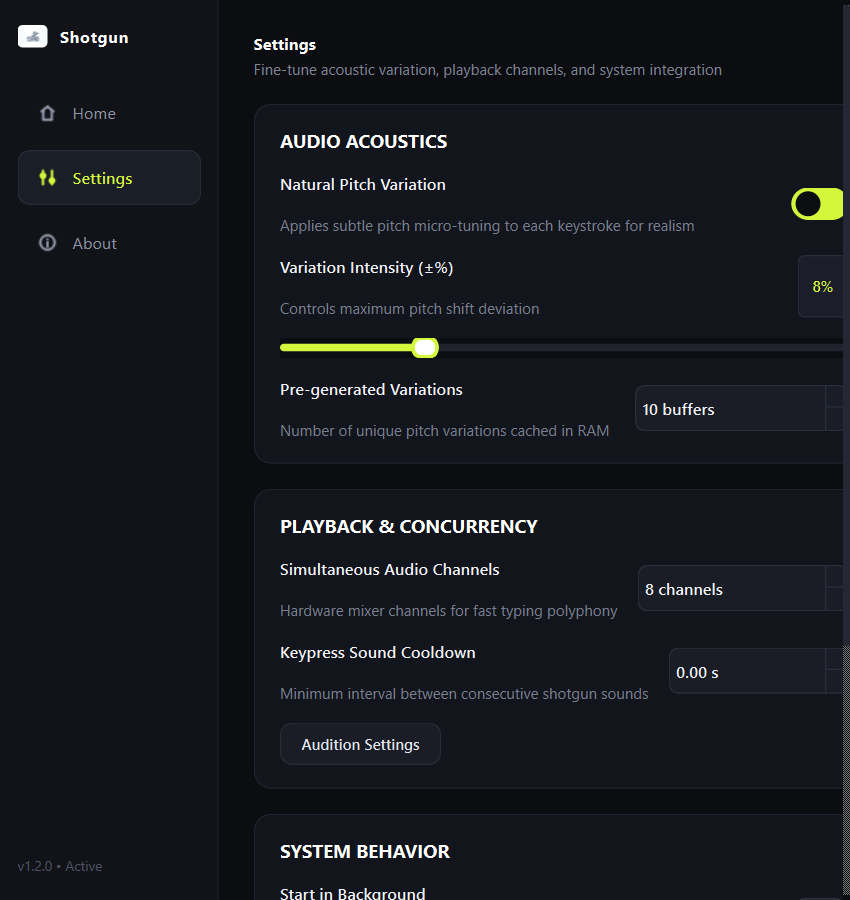 Shotgun
Home
Settings
About
v1.2.0 • Active
Settings
Fine-tune acoustic variation, playback channels, and system integration
AUDIO ACOUSTICS
Natural Pitch Variation
Applies subtle pitch micro-tuning to each keystroke for realism
Variation Intensity (±%)
8%
Controls maximum pitch shift deviation
Pre-generated Variations
10 buffers
Number of unique pitch variations cached in RAM
PLAYBACK & CONCURRENCY
Simultaneous Audio Channels
8 channels
Hardware mixer channels for fast typing polyphony
Keypress Sound Cooldown
0.00 s
Minimum interval between consecutive shotgun sounds
Audition Settings
SYSTEM BEHAVIOR
Start in Background